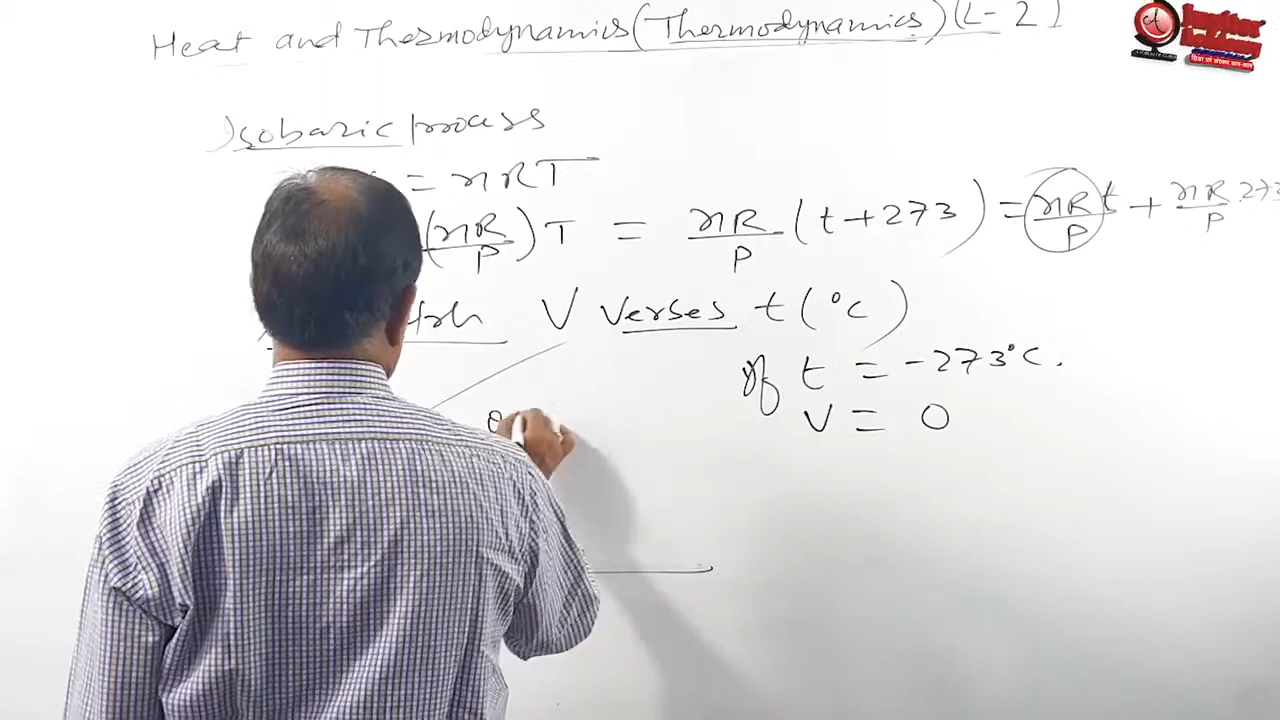 Heat and Thermodynamics (Thermodynamics) (L-2)
Isobaric process
= nRT
(nR/P) T = nR/P (t+273) = nR/P t + nR/P 273
V verses t (°C)
If t = -273°C.
V = 0